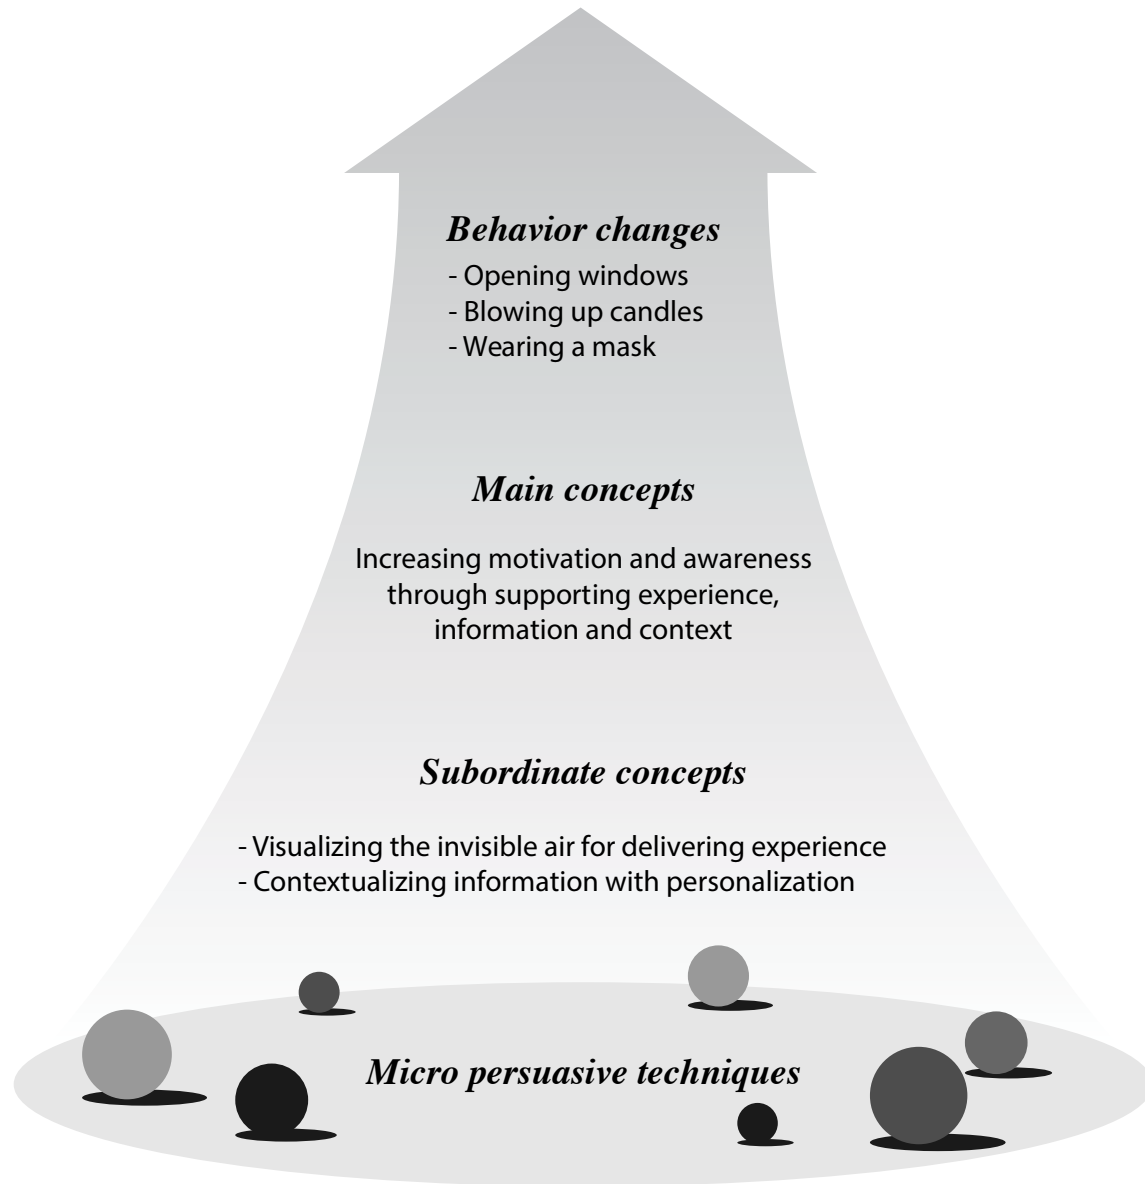 Behavior changes
- Opening windows
- Blowing up candles
- Wearing a mask
Main concepts
Increasing motivation and awareness
through supporting experience,
information and context
Subordinate concepts
- Visualizing the invisible air for delivering experience
- Contextualizing information with personalization
Micro persuasive techniques